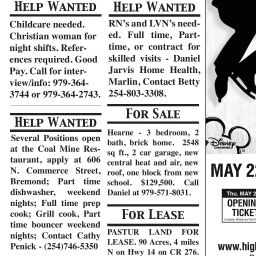 HELP WANTED
Childcare needed.
Christian woman for
night shifts. Refer-
ences required. Good
Pay. Call for inter-
view/info: 979-364-
3744 or 979-364-2743.
HELP WANTED
Several Positions open
at the Coal Mine Res-
taurant, apply at 606
N. Commerce Street,
Bremond; Part time
dishwasher, weekend
nights; Full time prep
cook; Grill cook, Part
time bouncer weekend
nights; Contact Cathy
Penick - (254)746-5350
HELP WANTED
RN's and LVN's need-
ed. Full time, Part-
time, or contract for
skilled visits - Daniel
Jarvis Home Health,
Marlin, Contact Betty
254-803-3308.
FOR SALE
Hearne - 3 bedroom, 2
bath, brick home. 2548
sq ft., 2 car garage, new
central heat and air, new
roof, one block from new
school. $129,500. Call
Daniel at 979-571-8031.
FOR LEASE
PASTUR LAND FOR
LEASE. 90 Acres, 4 miles
N on Hwy 14 on CR 276.
Disney
MAY 2
Thu. MAY 2
OPENIN
TICKET
www.high